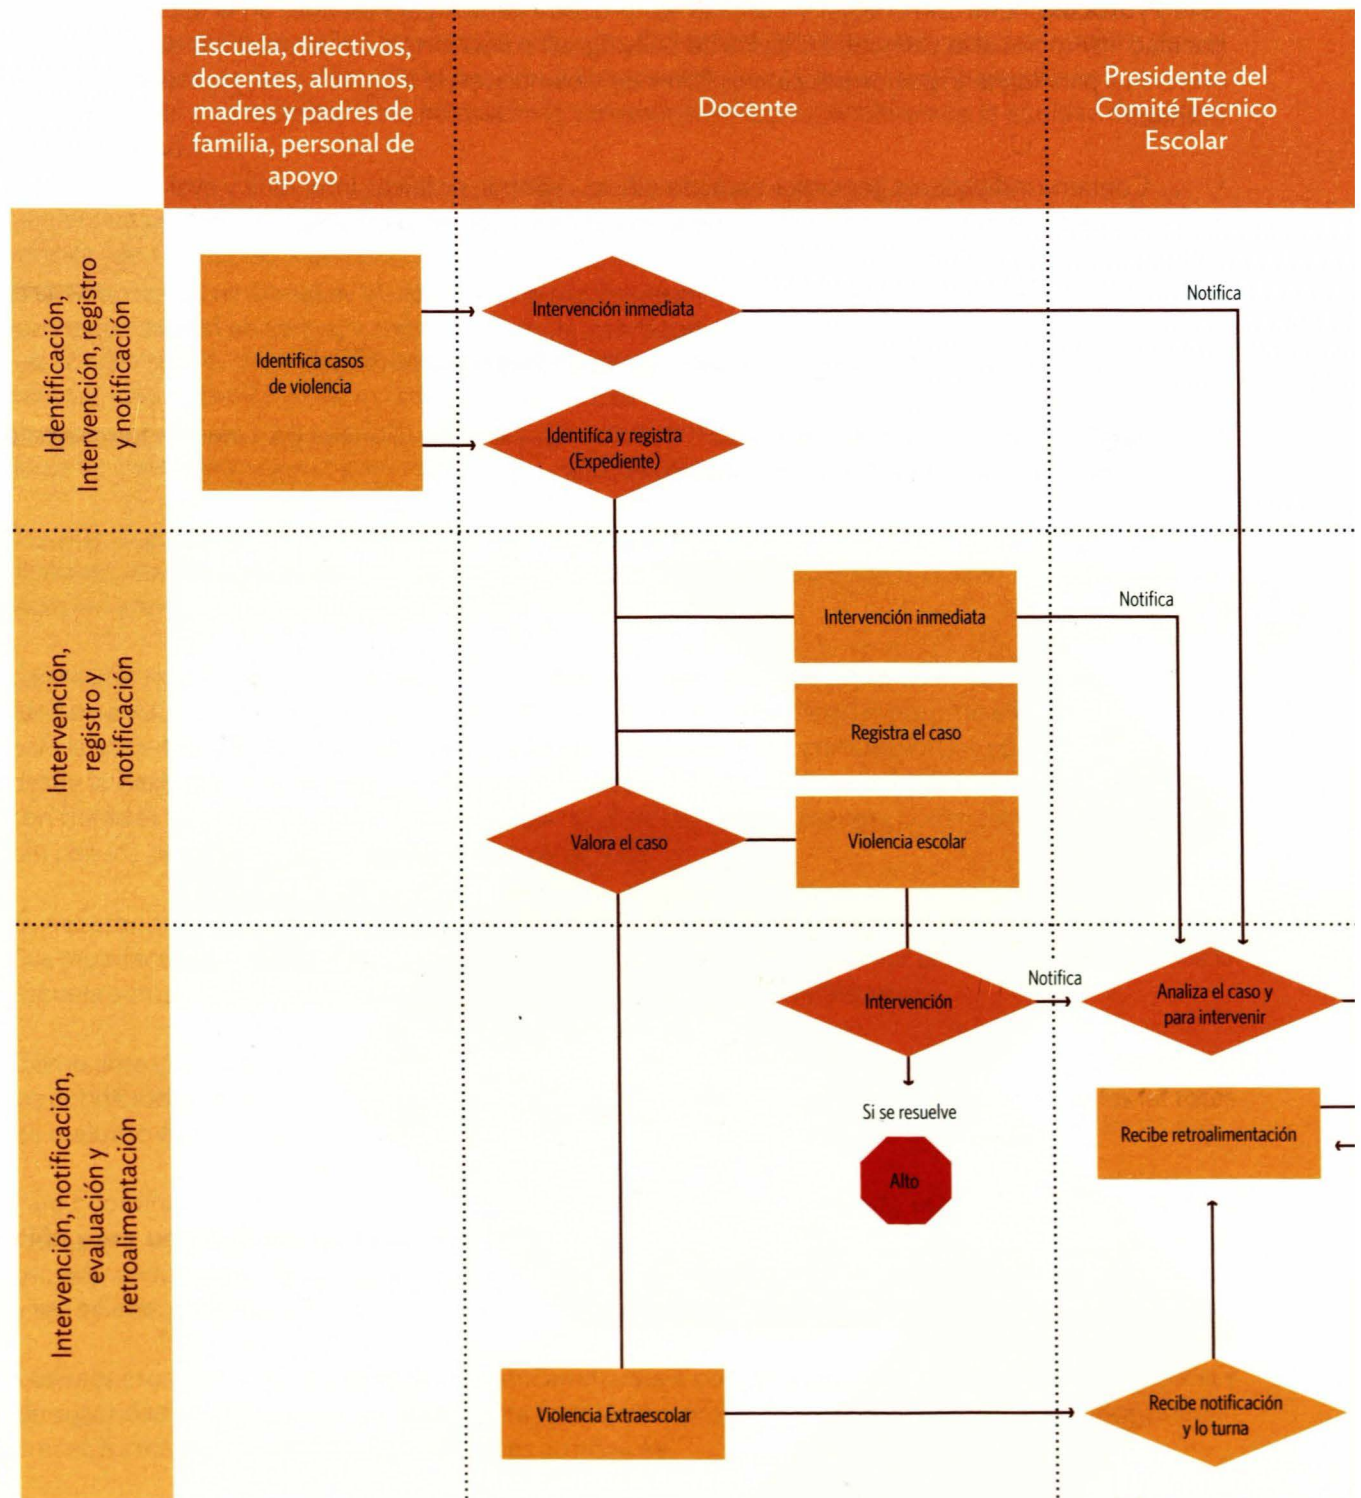 Escuela, directivos,
docentes, alumnos,
madres y padres de
familia, personal de
apoyo
Docente
Presidente del
Comité Técnico
Escolar
Identificación,
Intervención, registro
y notificación
Identifica casos
de violencia
Intervención inmediata
Notifica
Identifíca y registra
(Expediente)
Intervención,
registro y
notificación
Intervención inmediata
Notifica
Registra el caso
Valora el caso
Violencia escolar
Intervención, notificación,
evaluación y
retroalimentación
Intervención
Notifica
Analiza el caso y
para intervenir
Si se resuelve
Alto
Recibe retroalimentación
Violencia Extraescolar
Recibe notificación
y lo turna